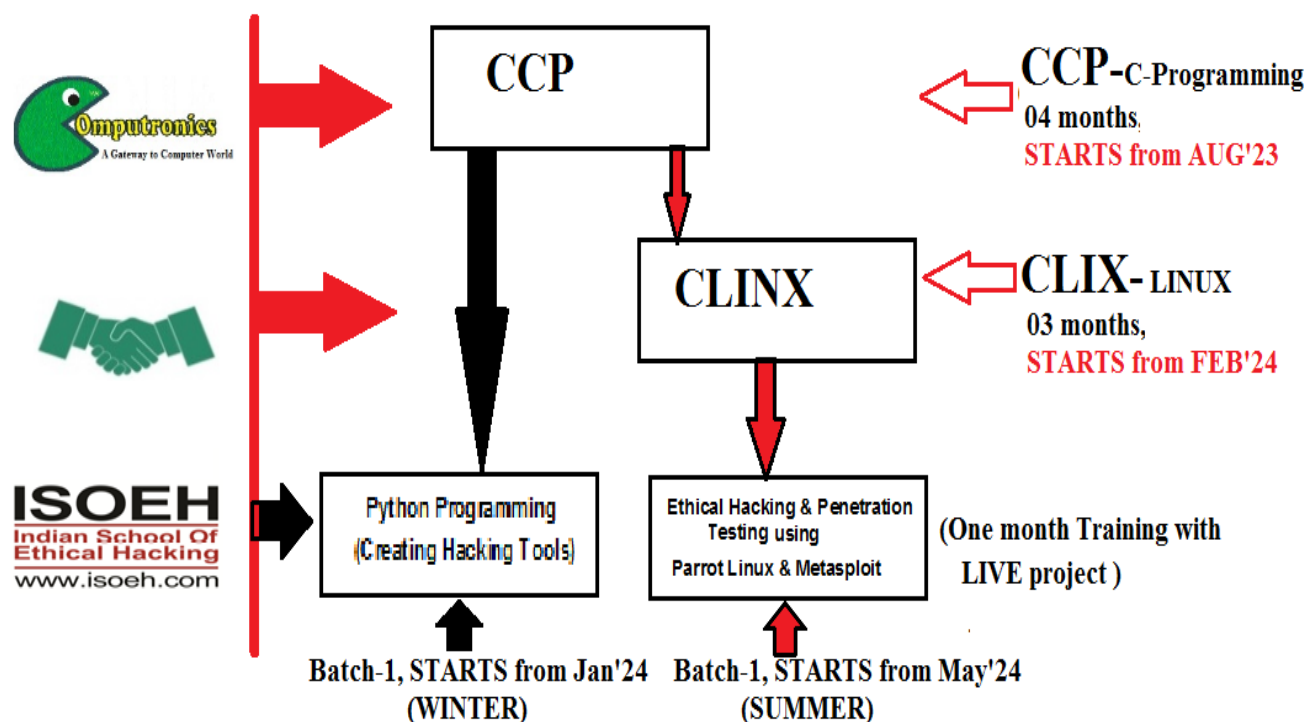 omputronics
A Gateway to Computer World
ISOEH
Indian School Of
Ethical Hacking
www.isoeh.com
CCP
CCP-C-Programming
04 months,
STARTS from AUG'23
CLINX
CLIX- LINUX
03 months,
STARTS from FEB'24
Python Programming
(Creating Hacking Tools)
Ethical Hacking & Penetration
Testing using
Parrot Linux & Metasploit
(One month Training with
LIVE project )
Batch-1, STARTS from Jan'24
(WINTER)
Batch-1, STARTS from May'24
(SUMMER)